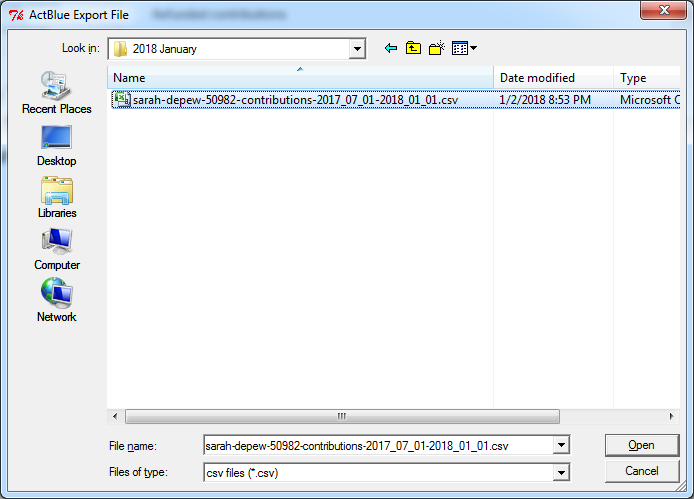 ActBlue Export File
Refunded contributions
Look in: 2018 January
Name Date modified Type
sarah-depew-50982-contributions-2017_07_01-2018_01_01.csv 1/2/2018 8:53 PM Microsoft C
Recent Places
Desktop
Libraries
Computer
Network
File name: sarah-depew-50982-contributions-2017_07_01-2018_01_01.csv Open
Files of type: csv files (*.csv) Cancel